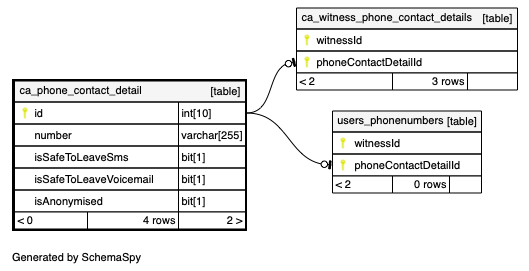 ca_witness_phone_contact_details [table]
witnessId
phoneContactDetailId
< 2 3 rows
ca_phone_contact_detail [table]
id int[10]
number varchar[255]
isSafeToLeaveSms bit[1]
isSafeToLeaveVoicemail bit[1]
isAnonymised bit[1]
< 0 4 rows 2 >
users_phonenumbers [table]
witnessId
phoneContactDetailId
< 2 0 rows
Generated by SchemaSpy